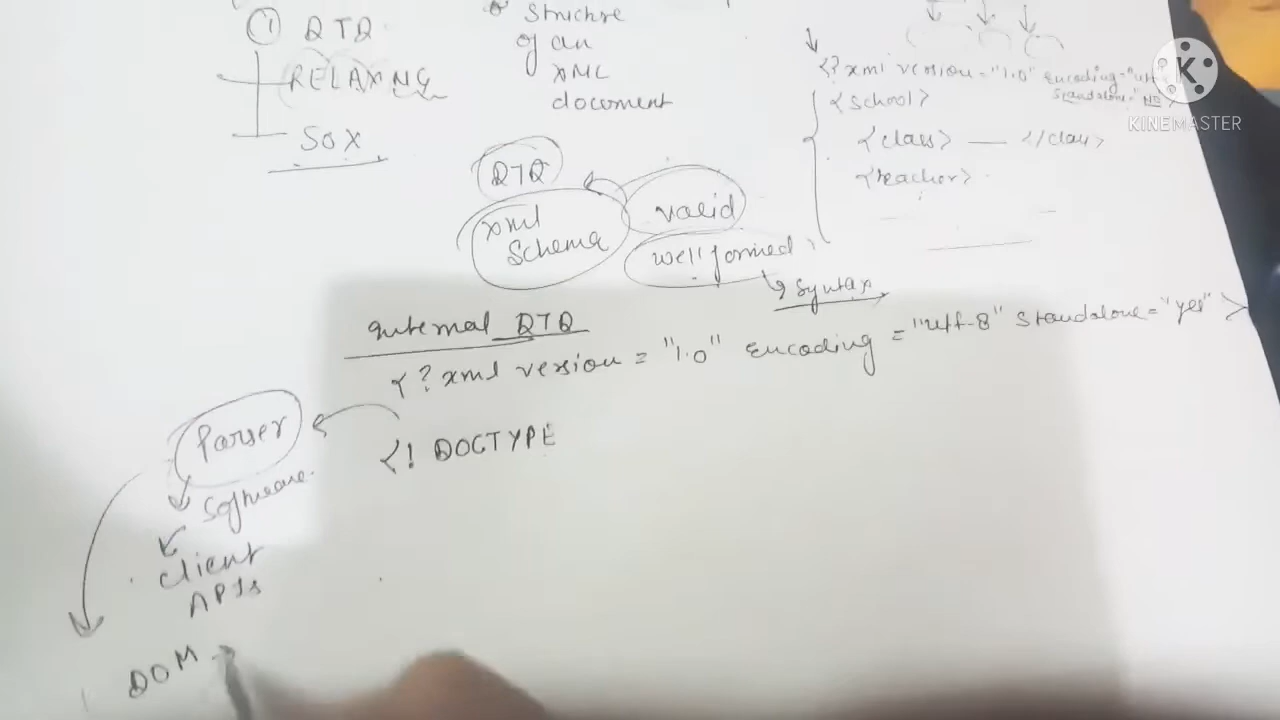 ① DTD
RELAXNG
SOX
Structure
of an
XML
document
<?xml version="1.0" encoding="utf
Standalone="NO
<school>
<class> — </class>
<teacher>
DTD
xml
Schema
valid
well formed
Syntax
Internal DTD
<?xml version = "1.0" encoding = "utf-8" standalone = "yes" >
<! DOCTYPE
Parser
Software.
Client
APIs
DOM
KINEMASTER